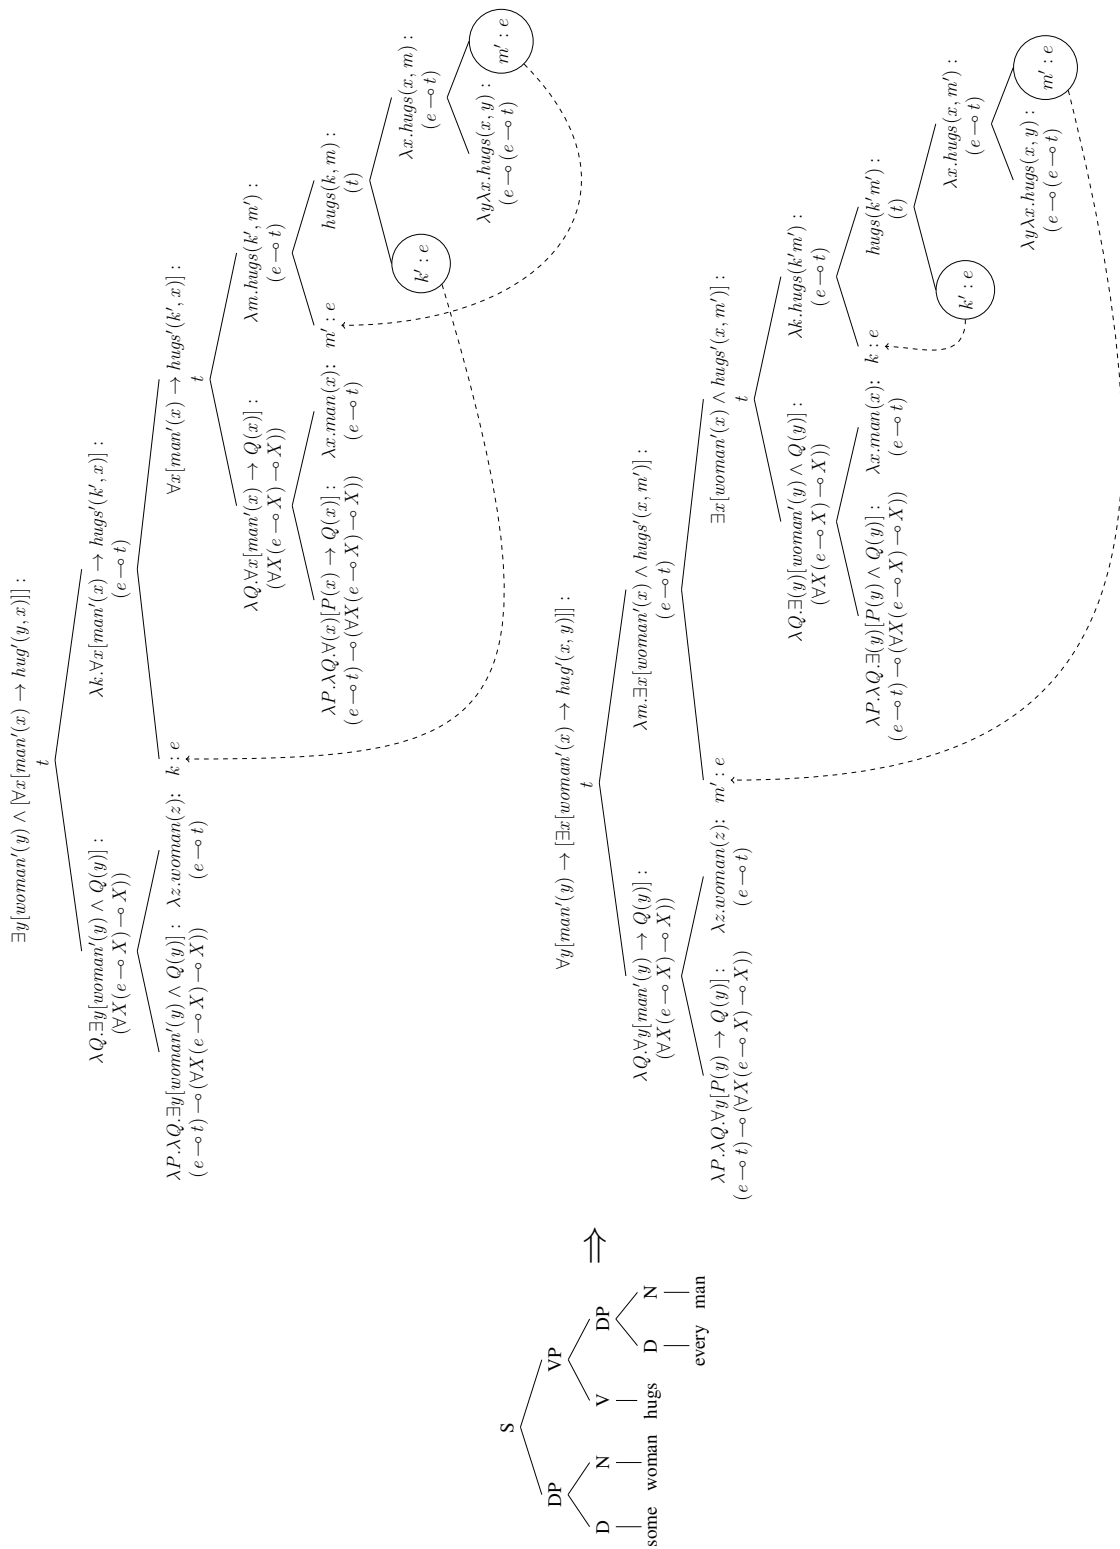 S
DP VP
D N V DP
some woman hugs D N
every man
⇒
∃y[woman′(y) ∧ [∀x[man′(x) → hug′(y, x)]] :
t
λQ.∃y[woman′(y) ∧ Q(y)] : λk.∀x[man′(x) → hugs′(k′, x)] :
(∀X(e ⊸ X) ⊸ X)) (e ⊸ t)
λP.λQ.∃y[woman′(y) ∧ Q(y)] : λz.woman(z): k : e ∀x[man′(x) → hugs′(k′, x)] :
(e ⊸ t) ⊸ (∀X(e ⊸ X) ⊸ X)) (e ⊸ t) t
λQ.∀x[man′(x) → Q(x)] : λm.hugs(k′, m′) :
(∀X(e ⊸ X) ⊸ X)) (e ⊸ t)
λP.λQ.∀(x)[P(x) → Q(x)] : λx.man(x): m′ : e hugs(k, m) :
(e ⊸ t) ⊸ (∀X(e ⊸ X) ⊸ X)) (e ⊸ t) (t)
k′ : e λx.hugs(x, m) :
(e ⊸ t)
λyλx.hugs(x, y) : m′ : e
(e ⊸ (e ⊸ t)
∀y[man′(y) → [∃x[woman′(x) → hug′(x, y)]] :
t
λQ.∀y[man′(y) → Q(y)] : λm.∃x[woman′(x) ∧ hugs′(x, m′)] :
(∀X(e ⊸ X) ⊸ X)) (e ⊸ t)
λP.λQ.∀y[P(y) → Q(y)] : λz.woman(z): m′ : e ∃x[woman′(x) ∧ hugs′(x, m′)] :
(e ⊸ t) ⊸ (∀X(e ⊸ X) ⊸ X)) (e ⊸ t) t
λQ.∃(y)[woman′(y) ∧ Q(y)] : λk.hugs(k′m′) :
(∀X(e ⊸ X) ⊸ X)) (e ⊸ t)
λP.λQ.∃(y)[P(y) ∧ Q(y)] : λx.man(x): k : e hugs(k′m′) :
(e ⊸ t) ⊸ (∀X(e ⊸ X) ⊸ X)) (e ⊸ t) (t)
k′ : e λx.hugs(x, m′) :
(e ⊸ t)
λyλx.hugs(x, y) : m′ : e
(e ⊸ (e ⊸ t)